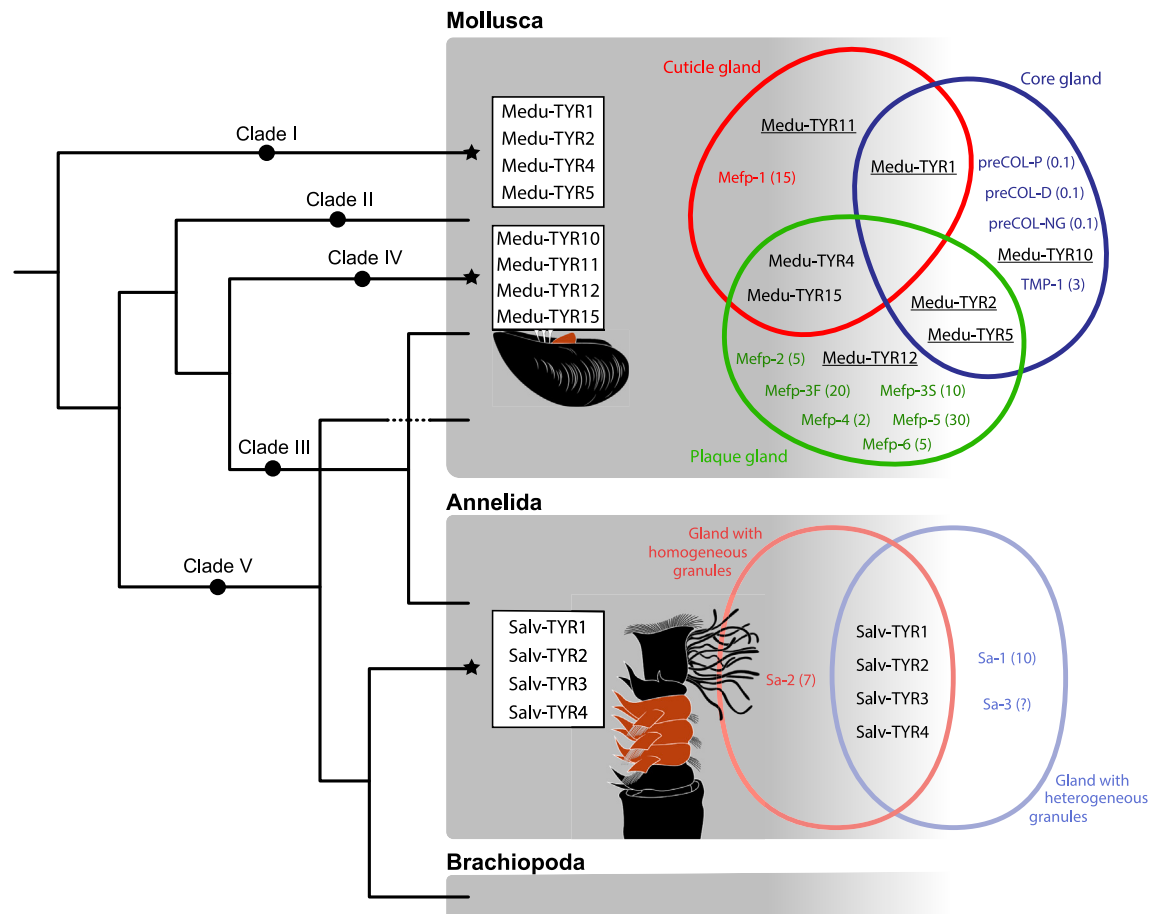 Mollusca
Clade I
Clade II
Clade IV
Clade III
Clade V
Medu-TYR1
Medu-TYR2
Medu-TYR4
Medu-TYR5
Medu-TYR10
Medu-TYR11
Medu-TYR12
Medu-TYR15
Cuticle gland
Core gland
Medu-TYR11
Mefp-1 (15)
Medu-TYR1
preCOL-P (0.1)
preCOL-D (0.1)
preCOL-NG (0.1)
Medu-TYR10
TMP-1 (3)
Medu-TYR4
Medu-TYR15
Medu-TYR2
Medu-TYR5
Mefp-2 (5)
Medu-TYR12
Mefp-3F (20)
Mefp-3S (10)
Mefp-4 (2)
Mefp-5 (30)
Mefp-6 (5)
Plaque gland
Annelida
Salv-TYR1
Salv-TYR2
Salv-TYR3
Salv-TYR4
Gland with
homogeneous
granules
Sa-2 (7)
Salv-TYR1
Salv-TYR2
Salv-TYR3
Salv-TYR4
Sa-1 (10)
Sa-3 (?)
Gland with
heterogeneous
granules
Brachiopoda